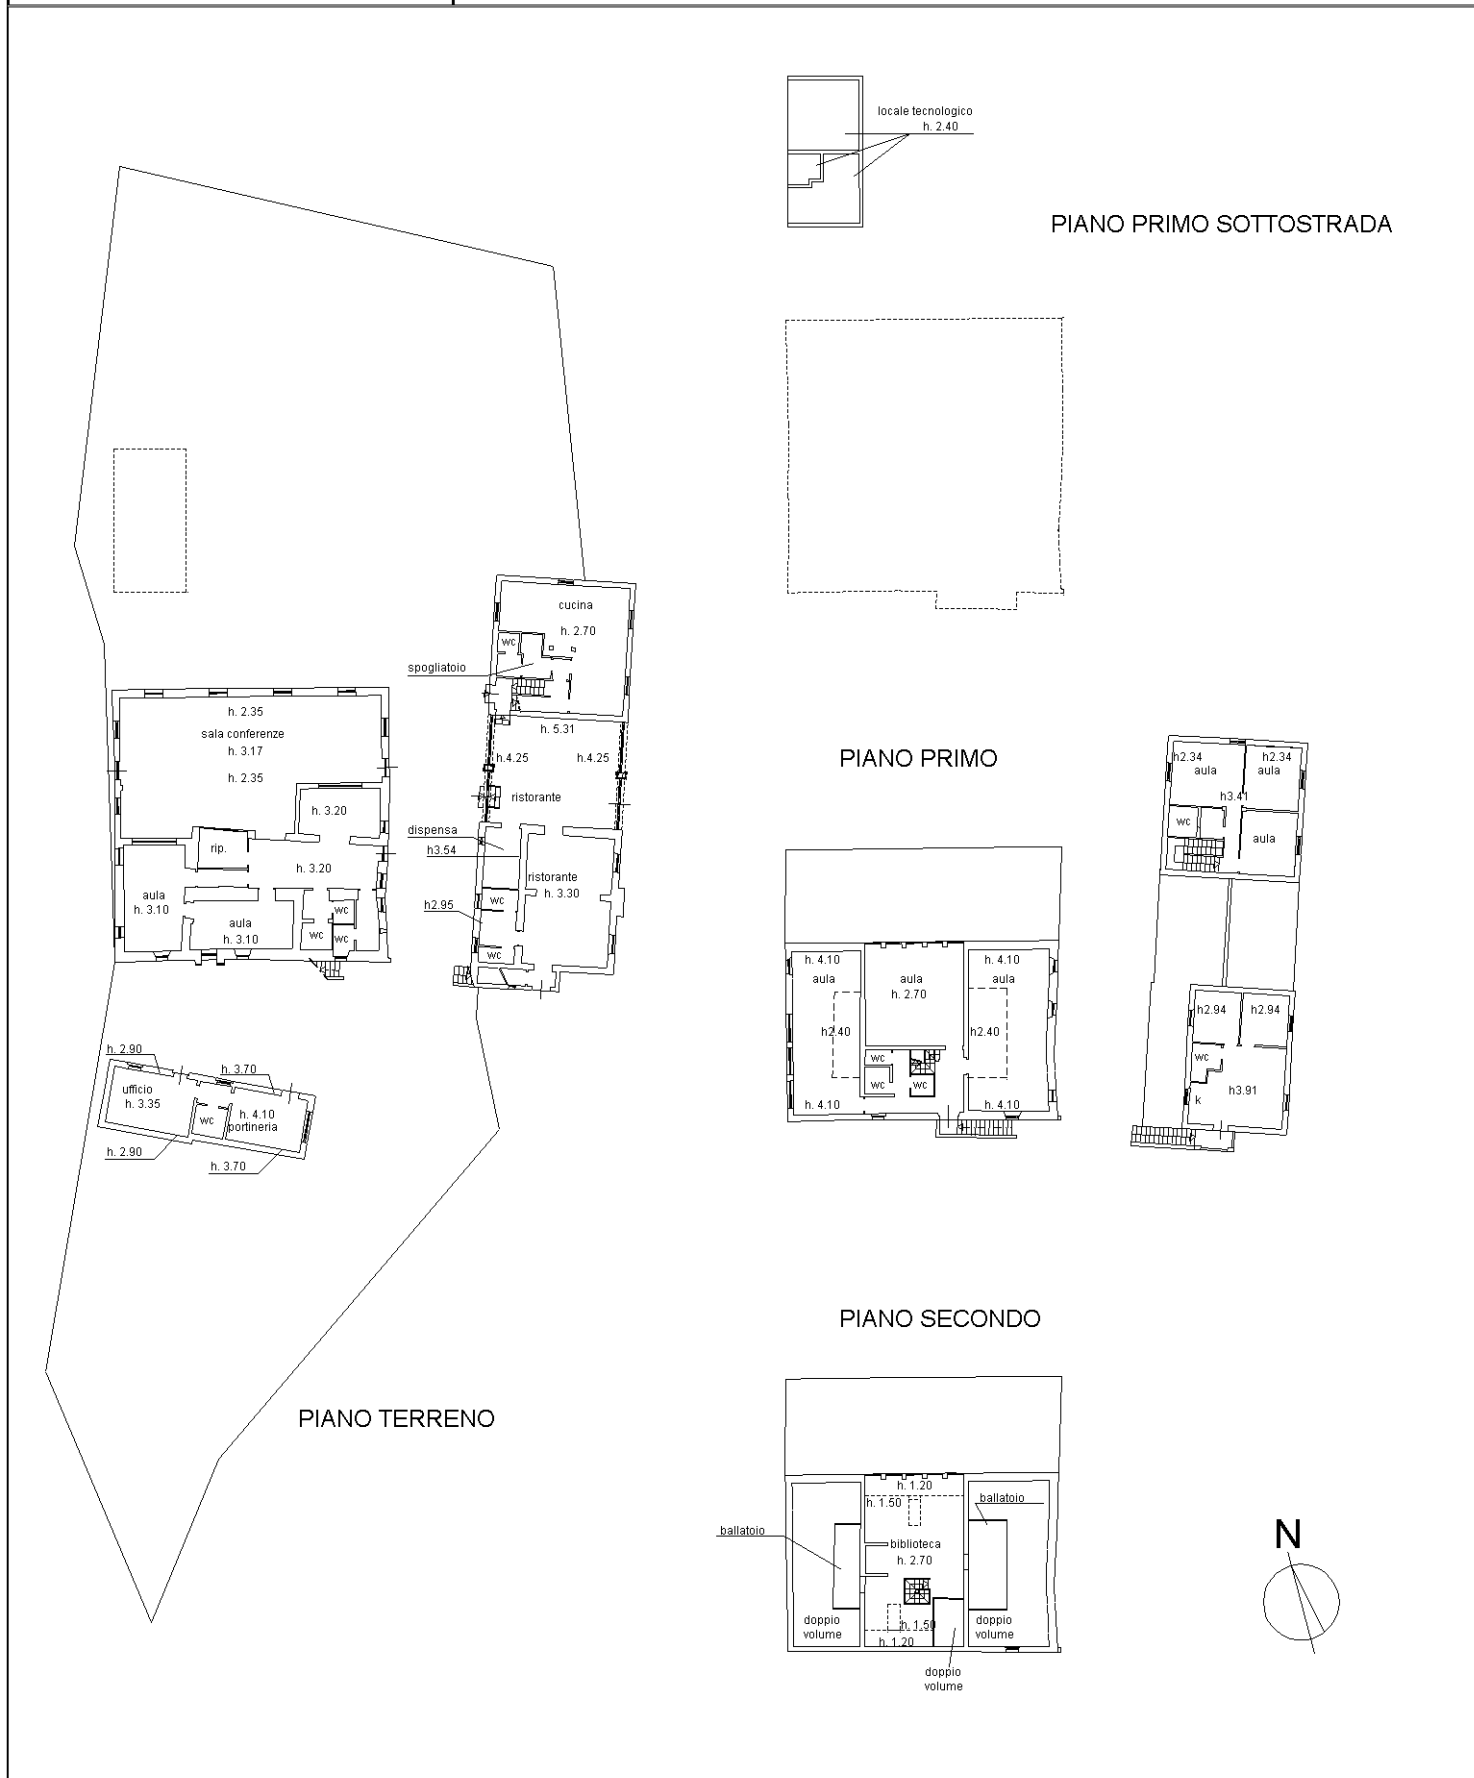 locale tecnologico
h. 2.40
PIANO PRIMO SOTTOSTRADA
cucina
h. 2.70
wc
spogliatoio
h. 5.31
h.4.25
h.4.25
ristorante
dispensa
h3.54
ristorante
h. 3.30
wc
h2.95
wc
h. 2.35
sala conferenze
h. 3.17
h. 2.35
h. 3.20
rip.
h. 3.20
aula
h. 3.10
aula
h. 3.10
wc
wc
wc
h. 2.90
h. 3.70
ufficio
h. 3.35
wc
h. 4.10
portineria
h. 2.90
h. 3.70
PIANO TERRENO
PIANO PRIMO
h2.34
aula
h2.34
aula
h3.41
wc
aula
h. 4.10
aula
aula
h. 2.70
h. 4.10
aula
h2.40
h2.40
wc
wc
wc
h. 4.10
h. 4.10
h2.94
h2.94
wc
h3.91
k
PIANO SECONDO
h. 1.20
h. 1.50
ballatoio
ballatoio
biblioteca
h. 2.70
doppio
volume
h. 1.50
h. 1.20
doppio
volume
doppio
volume
N